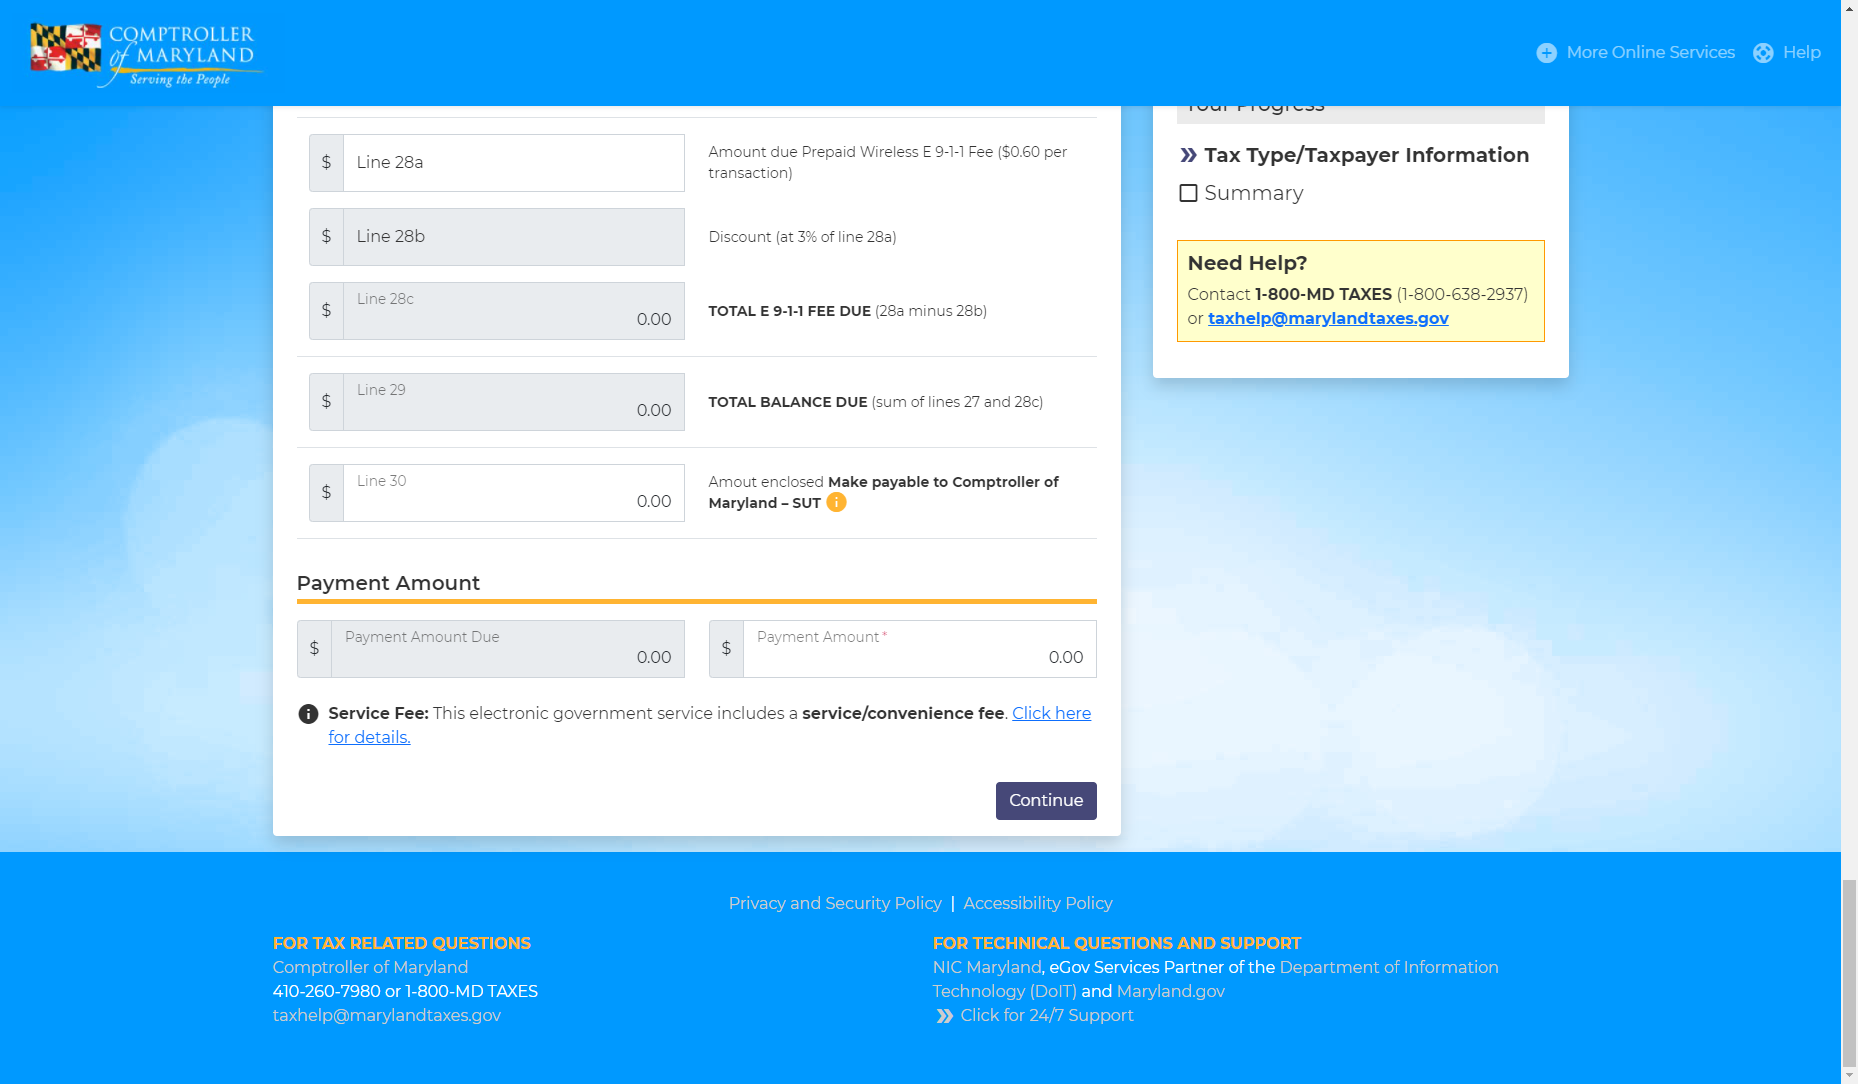 COMPTROLLER
of MARYLAND
Serving the People
More Online Services
Help
Your Progress
Tax Type/Taxpayer Information
Summary
Need Help?
Contact 1-800-MD TAXES (1-800-638-2937)
or taxhelp@marylandtaxes.gov
$ Line 28a
Amount due Prepaid Wireless E 9-1-1 Fee ($0.60 per
transaction)
$ Line 28b
Discount (at 3% of line 28a)
$ Line 28c
0.00
TOTAL E 9-1-1 FEE DUE (28a minus 28b)
$ Line 29
0.00
TOTAL BALANCE DUE (sum of lines 27 and 28c)
$ Line 30
0.00
Amout enclosed Make payable to Comptroller of
Maryland – SUT
Payment Amount
$ Payment Amount Due
0.00
$ Payment Amount*
0.00
Service Fee: This electronic government service includes a service/convenience fee. Click here
for details.
Continue
Privacy and Security Policy | Accessibility Policy
FOR TAX RELATED QUESTIONS
Comptroller of Maryland
410-260-7980 or 1-800-MD TAXES
taxhelp@marylandtaxes.gov
FOR TECHNICAL QUESTIONS AND SUPPORT
NIC Maryland, eGov Services Partner of the Department of Information
Technology (DoIT) and Maryland.gov
Click for 24/7 Support